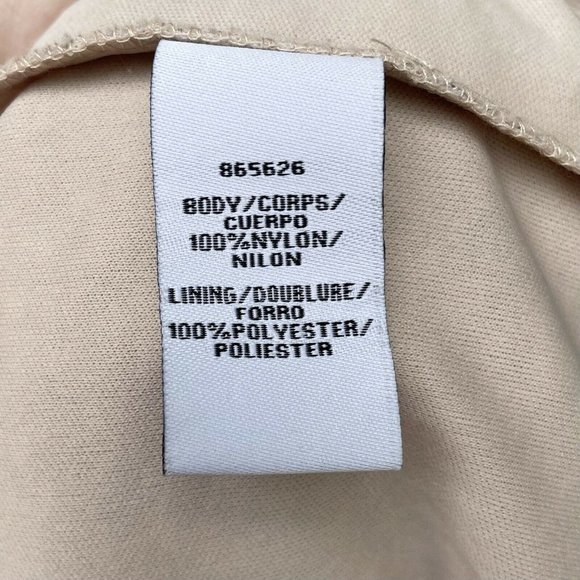 865626
BODY/CORPS/
CUERPO
100%NYLON/
NILON
LINING/DOUBLURE/
FORRO
100%POLYESTER/
POLIESTER